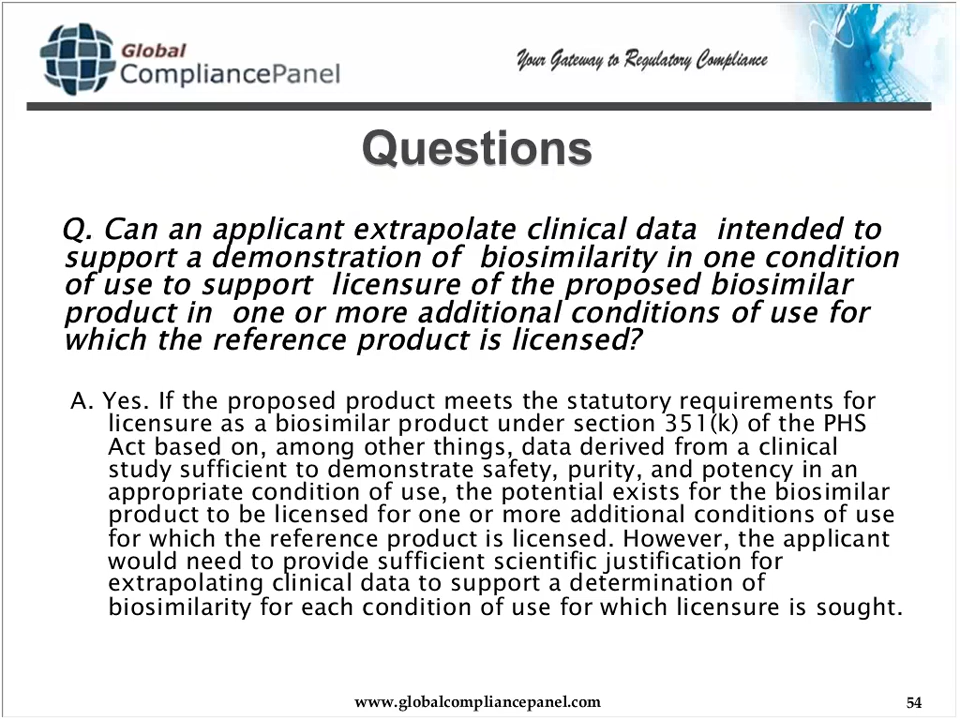 Global
CompliancePanel
Your Gateway to Regulatory Compliance
Questions
Q. Can an applicant extrapolate clinical data intended to
support a demonstration of biosimilarity in one condition
of use to support licensure of the proposed biosimilar
product in one or more additional conditions of use for
which the reference product is licensed?
A. Yes. If the proposed product meets the statutory requirements for
licensure as a biosimilar product under section 351(k) of the PHS
Act based on, among other things, data derived from a clinical
study sufficient to demonstrate safety, purity, and potency in an
appropriate condition of use, the potential exists for the biosimilar
product to be licensed for one or more additional conditions of use
for which the reference product is licensed. However, the applicant
would need to provide sufficient scientific justification for
extrapolating clinical data to support a determination of
biosimilarity for each condition of use for which licensure is sought.
www.globalcompliancepanel.com
54